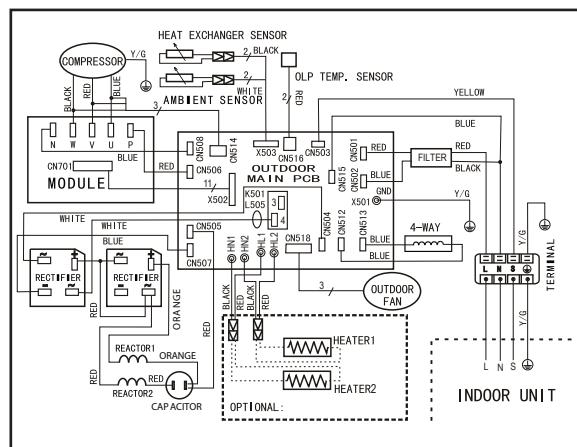 HEAT EXCHANGER SENSOR
2 BLACK
COMPRESSOR
Y/G
OLP TEMP. SENSOR
2 RED
BLACK
RED
BLUE
AMBIENT SENSOR
2 WHITE
3
YELLOW
BLUE
N W V U P
CN701
MODULE
BLUE
RED
11
CN508
CN514
CN506
X503
CN516
CN503
OUTDOOR
MAIN PCB
CN515
CN501
CN502
RED
BLUE
FILTER
RED
BLACK
X502
K501
L505
3
4
X501
GND
Y/G
WHITE
WHITE
BLUE
CN505
CN507
HN1
HN2
HL1
HL2
CN518
CN504
CN512
CN513
BLUE
BLUE
4-WAY
Y/G
L N S
TERMINAL
RECTIFIER
RECTIFIER
RED
ORANGE
RED
BLACK
RED
BLACK
RED
3
OUTDOOR
FAN
Y/G
REACTOR1
ORANGE
RED
REACTOR2
RED
CAPACITOR
HEATER1
HEATER2
OPTIONAL:
L N S
INDOOR UNIT